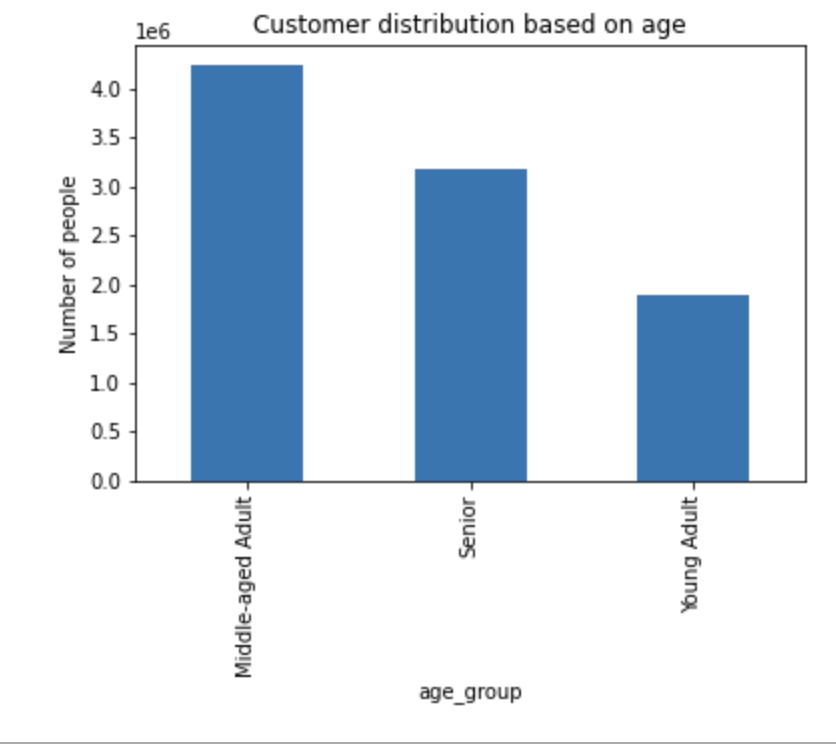 Customer distribution based on age
1e6
4.0
3.5
3.0
2.5
2.0
1.5
1.0
0.5
0.0
Number of people
Middle-aged Adult
Senior
Young Adult
age_group